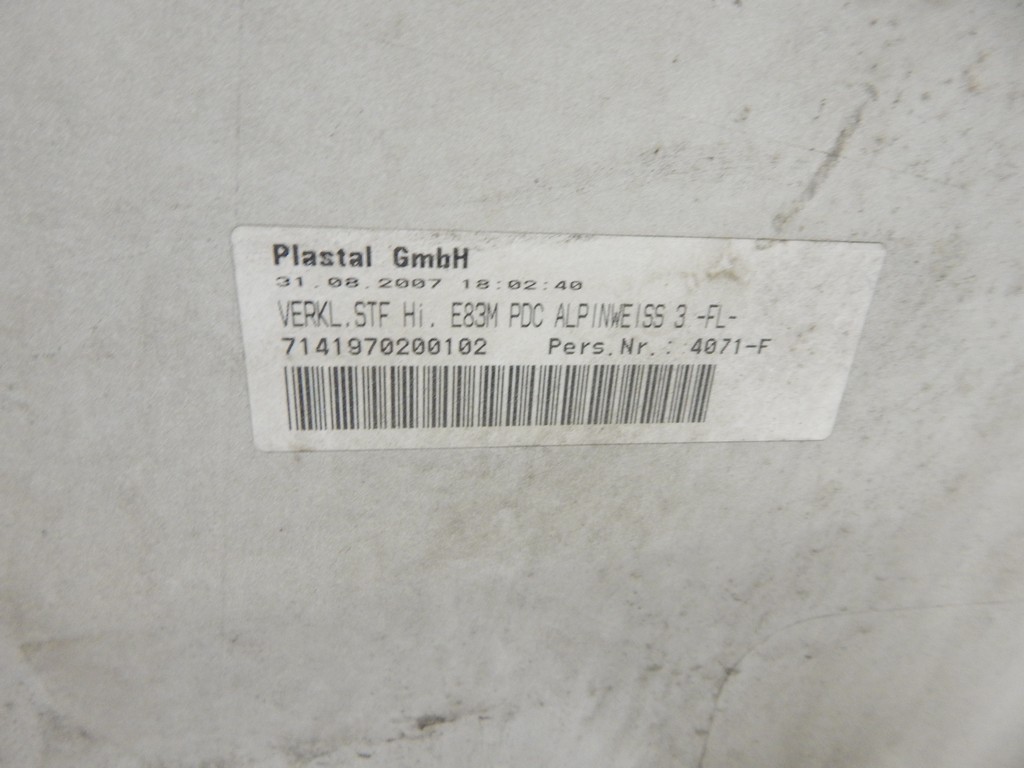 Plastal GmbH
31.08.2007 18:02:40
VERKL.STF Hi. E83M PDC ALPINWEISS 3 -FL-
7141970200102 Pers.Nr.: 4071-F